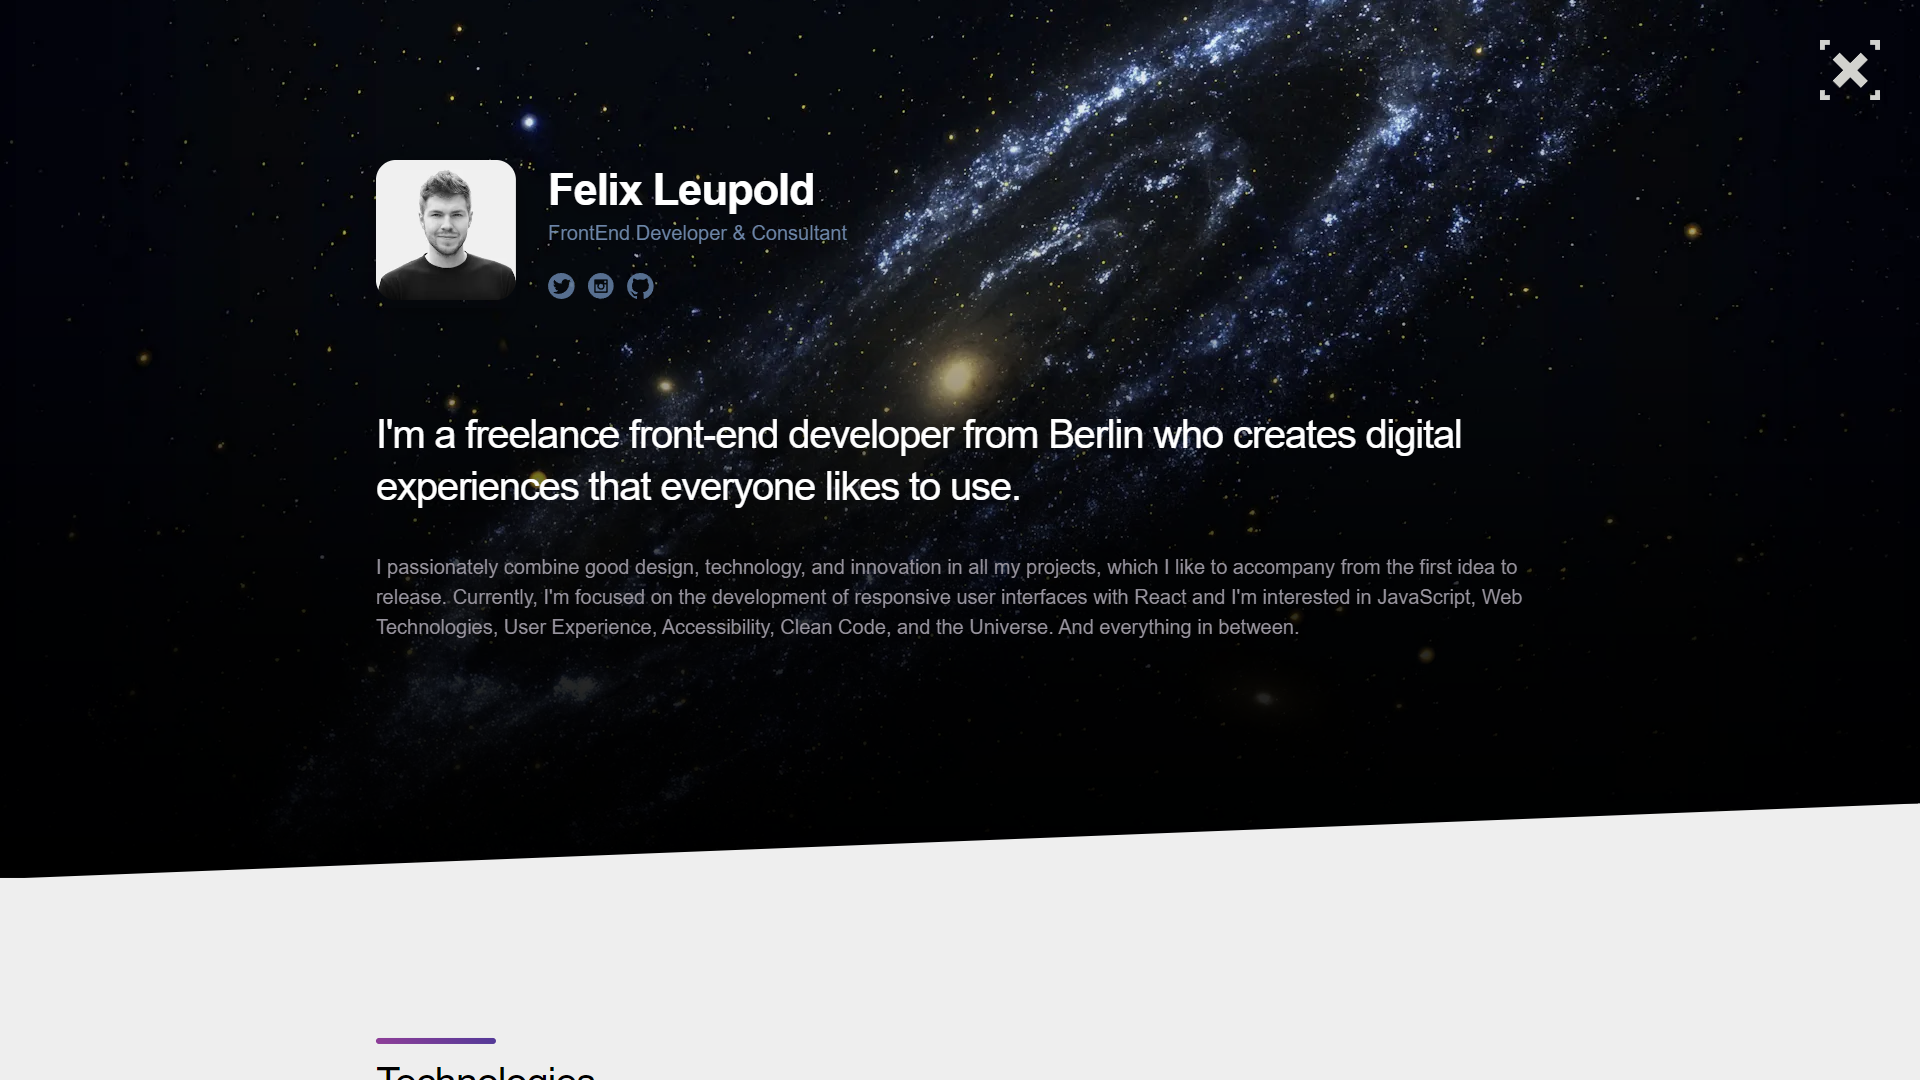 Felix Leupold
FrontEnd Developer & Consultant
I'm a freelance front-end developer from Berlin who creates digital
experiences that everyone likes to use.
I passionately combine good design, technology, and innovation in all my projects, which I like to accompany from the first idea to
release. Currently, I'm focused on the development of responsive user interfaces with React and I'm interested in JavaScript, Web
Technologies, User Experience, Accessibility, Clean Code, and the Universe. And everything in between.
Technologies